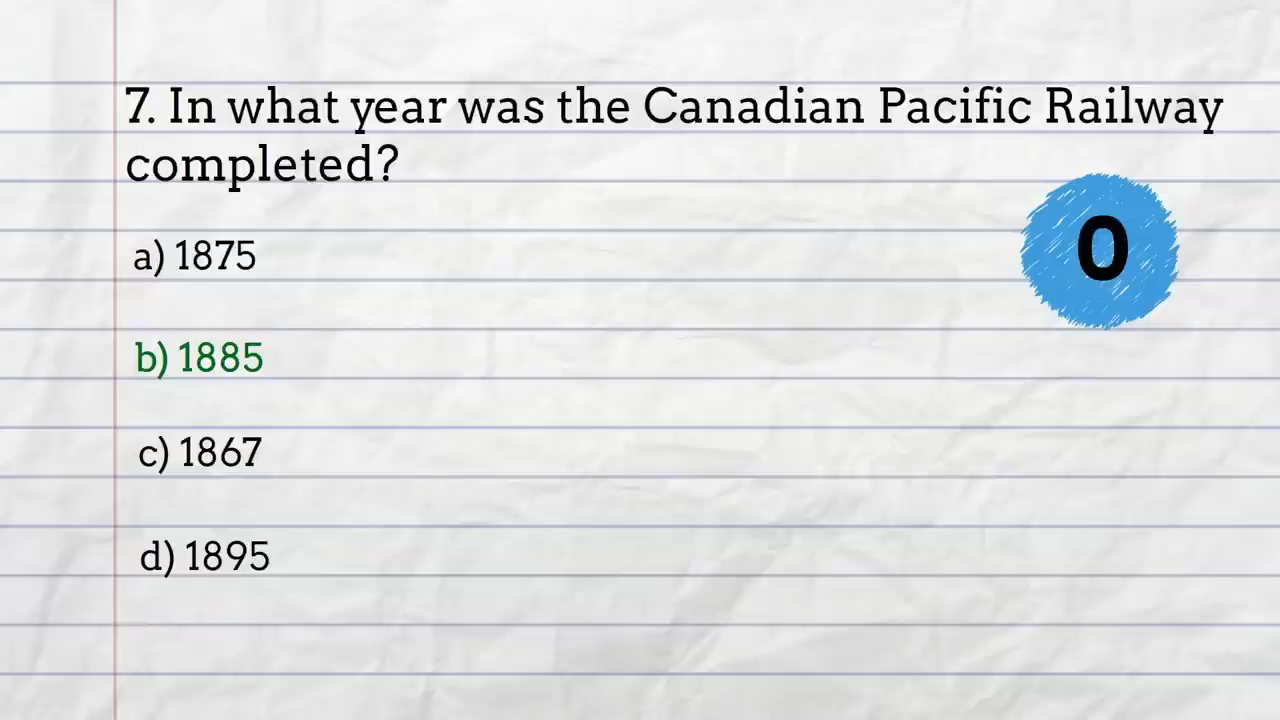 7. In what year was the Canadian Pacific Railway
completed?
0
a) 1875
b) 1885
c) 1867
d) 1895